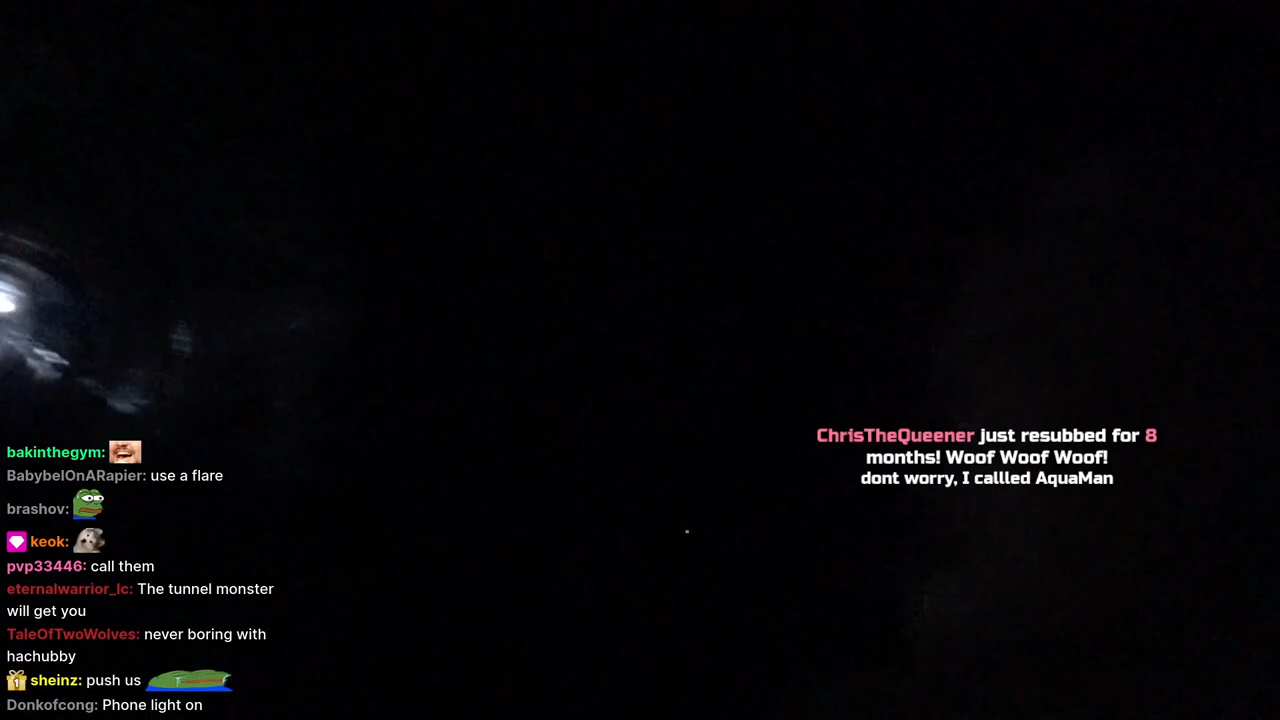 bakinthegym:
BabybelOnARapier: use a flare
brashov:
keok:
pvp33446: call them
eternalwarrior_lc: The tunnel monster
will get you
TaleOfTwoWolves: never boring with
hachubby
1 sheinz: push us
Donkofcong: Phone light on
ChrisTheQueener just resubbed for 8
months! Woof Woof Woof!
dont worry, I callled AquaMan